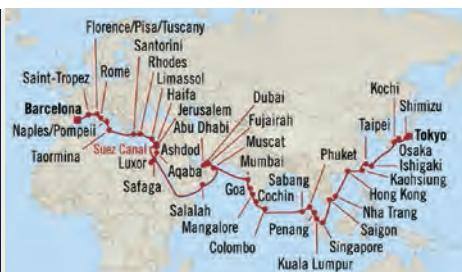 Florence/Pisa/Tuscany
Santorini
Rhodes
Limassol
Haifa
Jerusalem
Saint-Tropez
Rome
Barcelona
Naples/Pompeii
Taormina
Suez Canal
Luxor
Safaga
Ashdod
Aqaba
Abu Dhabi
Dubai
Fujairah
Muscat
Mumbai
Salalah
Mangalore
Goa
Cochin
Colombo
Sabang
Penang
Phuket
Kuala Lumpur
Singapore
Saigon
Nha Trang
Hong Kong
Kaohsiung
Ishigaki
Taipei
Kochi
Shimizu
Tokyo
Osaka